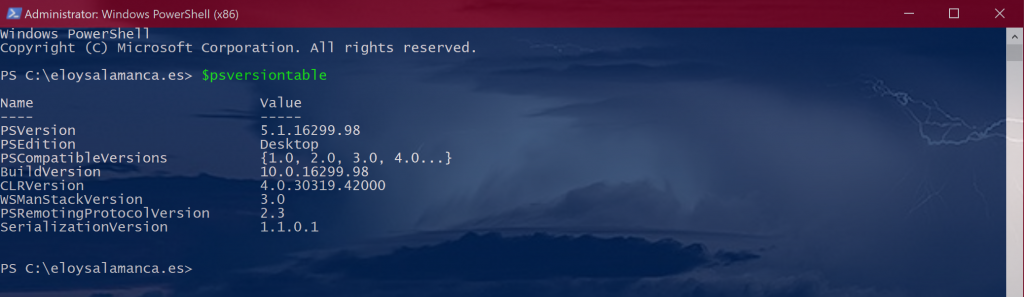 Administrator: Windows PowerShell (x86)
Windows PowerShell
Copyright (C) Microsoft Corporation. All rights reserved.
PS C:\eloysalamanca.es> $psversiontable
Name Value
---- -----
PSVersion 5.1.16299.98
PSEdition Desktop
PSCompatibleVersions {1.0, 2.0, 3.0, 4.0...}
BuildVersion 10.0.16299.98
CLRVersion 4.0.30319.42000
WSManStackVersion 3.0
PSRemotingProtocolVersion 2.3
SerializationVersion 1.1.0.1
PS C:\eloysalamanca.es>